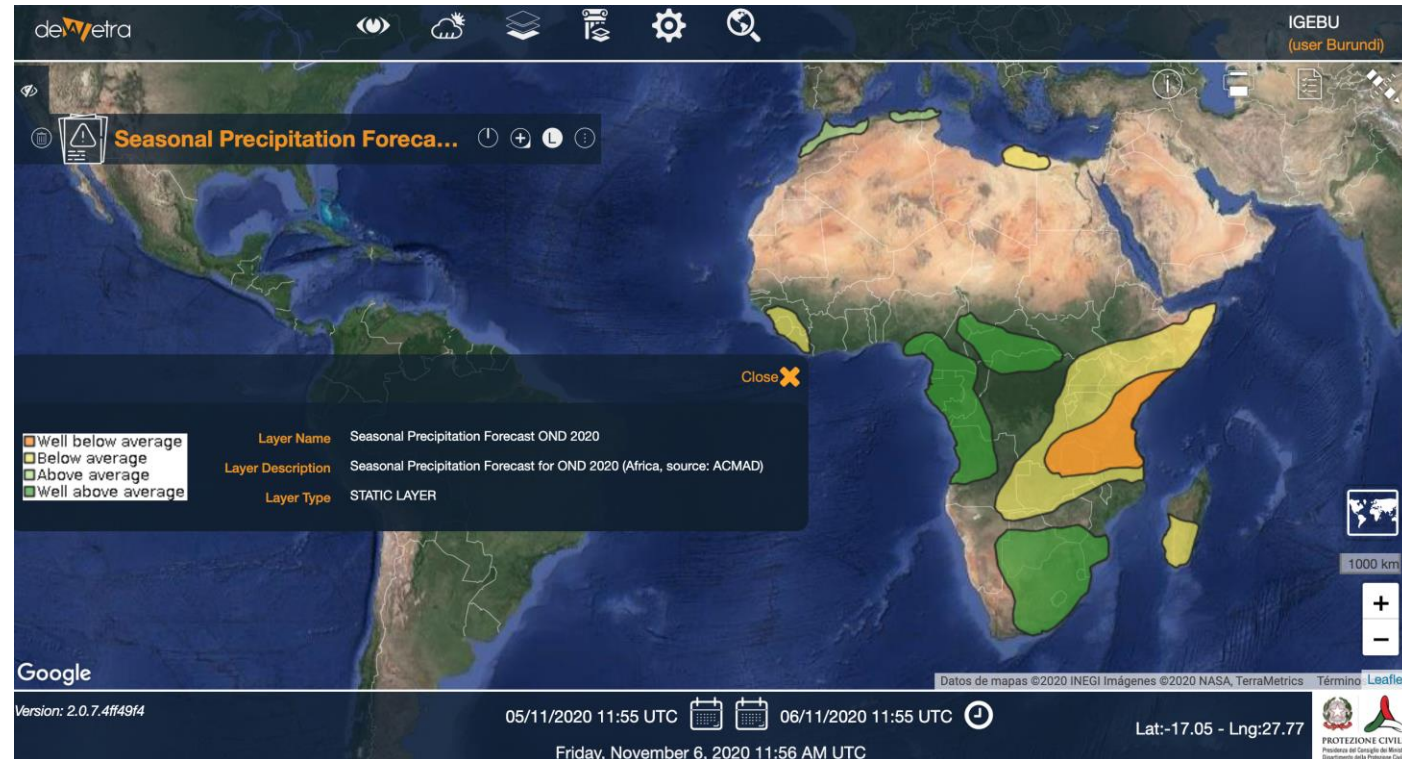 dewetra
IGEBU
(user Burundi)
Seasonal Precipitation Foreca...
L
Close
Well below average
Below average
Above average
Well above average
Layer Name Seasonal Precipitation Forecast OND 2020
Layer Description Seasonal Precipitation Forecast for OND 2020 (Africa, source: ACMAD)
Layer Type STATIC LAYER
1000 km
+
−
Google
Datos de mapas ©2020 INEGI Imágenes ©2020 NASA, TerraMetrics Término Leafle
Version: 2.0.7.4ff49f4
05/11/2020 11:55 UTC 06/11/2020 11:55 UTC
Friday, November 6, 2020 11:56 AM UTC
Lat:-17.05 - Lng:27.77
PROTEZIONE CIVIL